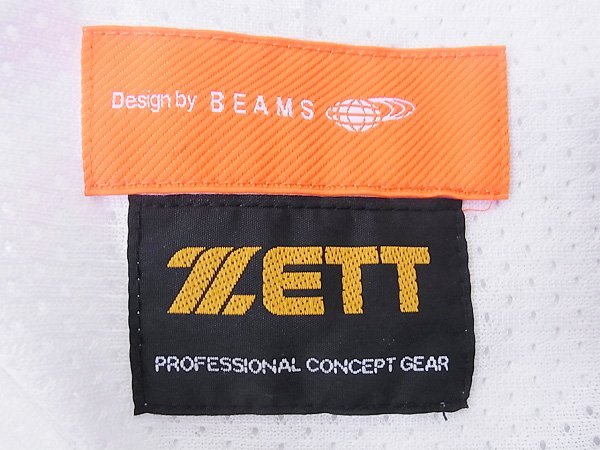 Design by BEAMS
ZETT
PROFESSIONAL CONCEPT GEAR